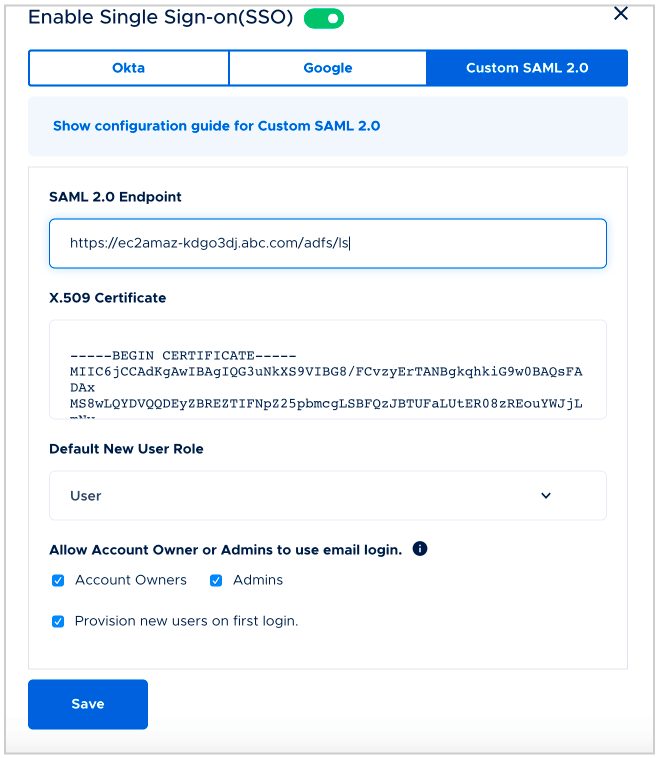 Enable Single Sign-on(SSO)
Okta
Google
Custom SAML 2.0
Show configuration guide for Custom SAML 2.0
SAML 2.0 Endpoint
https://ec2amaz-kdgo3dj.abc.com/adfs/ls
X.509 Certificate
-----BEGIN CERTIFICATE-----
MIIC6jCCAdKgAwIBAgIQG3uNkXS9VIBG8/FCvzyErTANBgkqhkiG9w0BAQsFA
DAx
MS8wLQYDVQQDEyZBREZTIFNpZ25pbmcgLSBFQzJBTUFaLUtER08zREouYWJjL
Default New User Role
User
Allow Account Owner or Admins to use email login.
Account Owners
Admins
Provision new users on first login.
Save